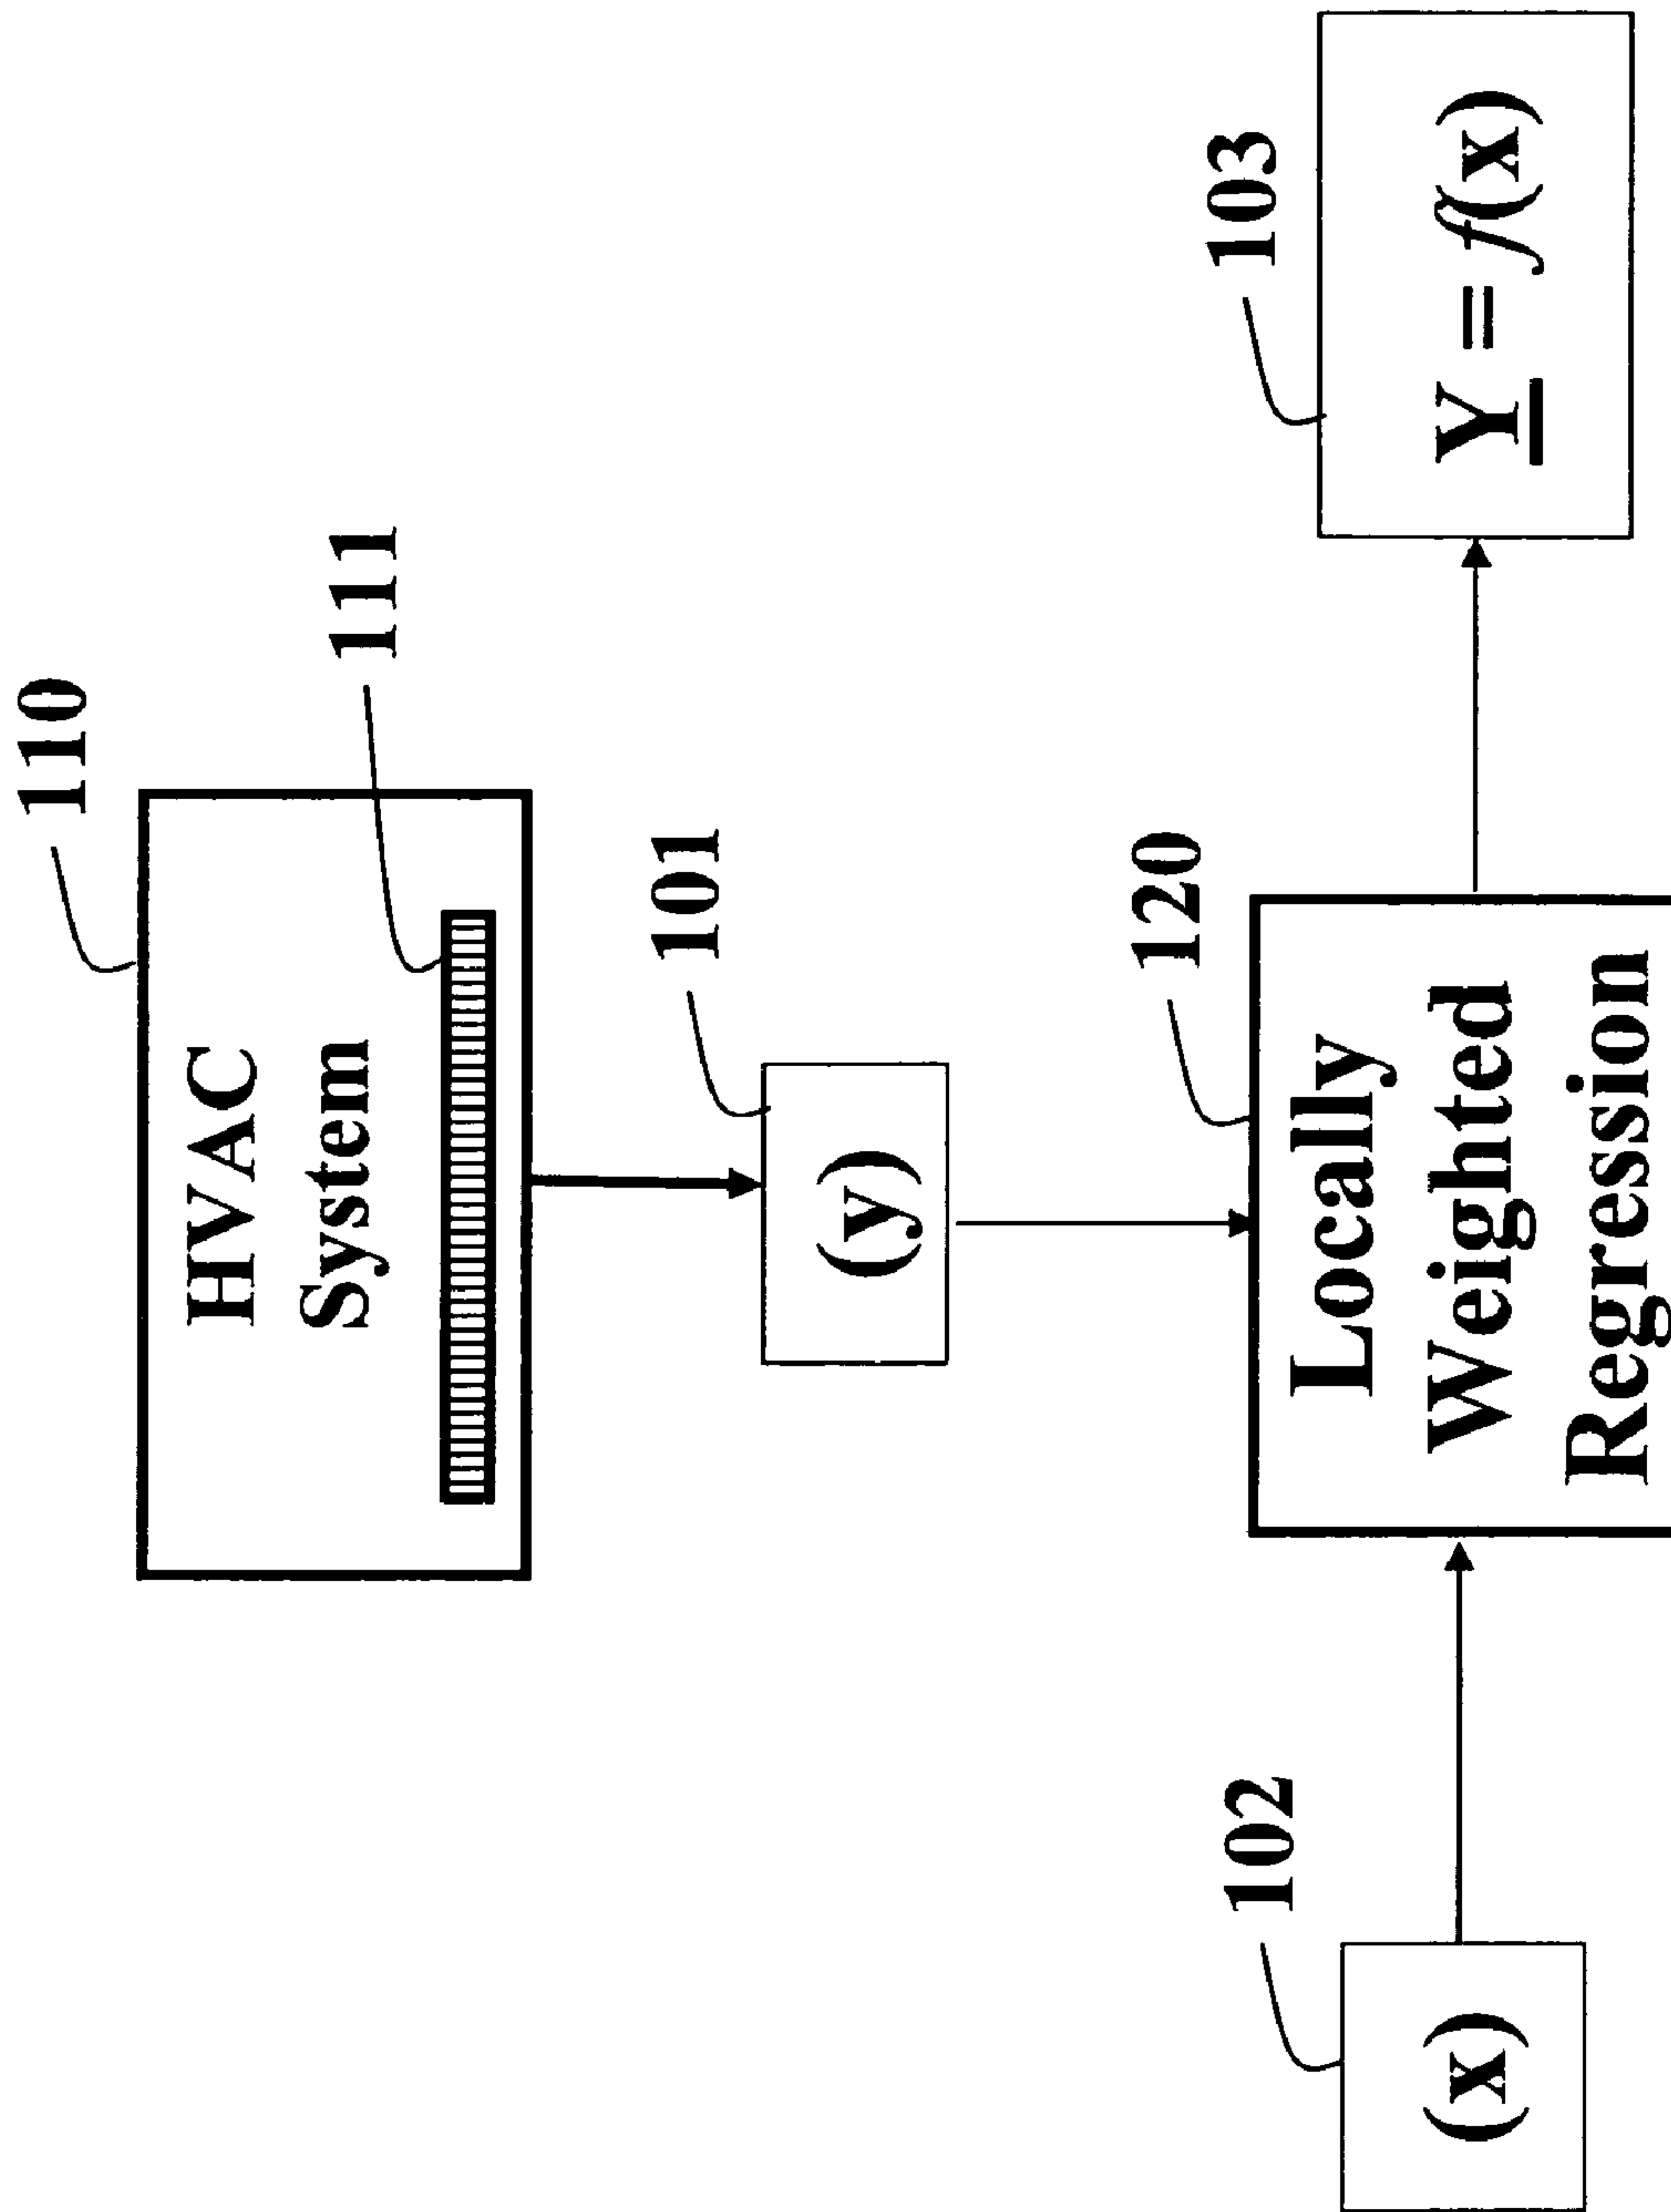 110
HVAC
System
111
101
(y)
120
Locally
Weighted
Regression
102
(x)
103
Y = f(x)